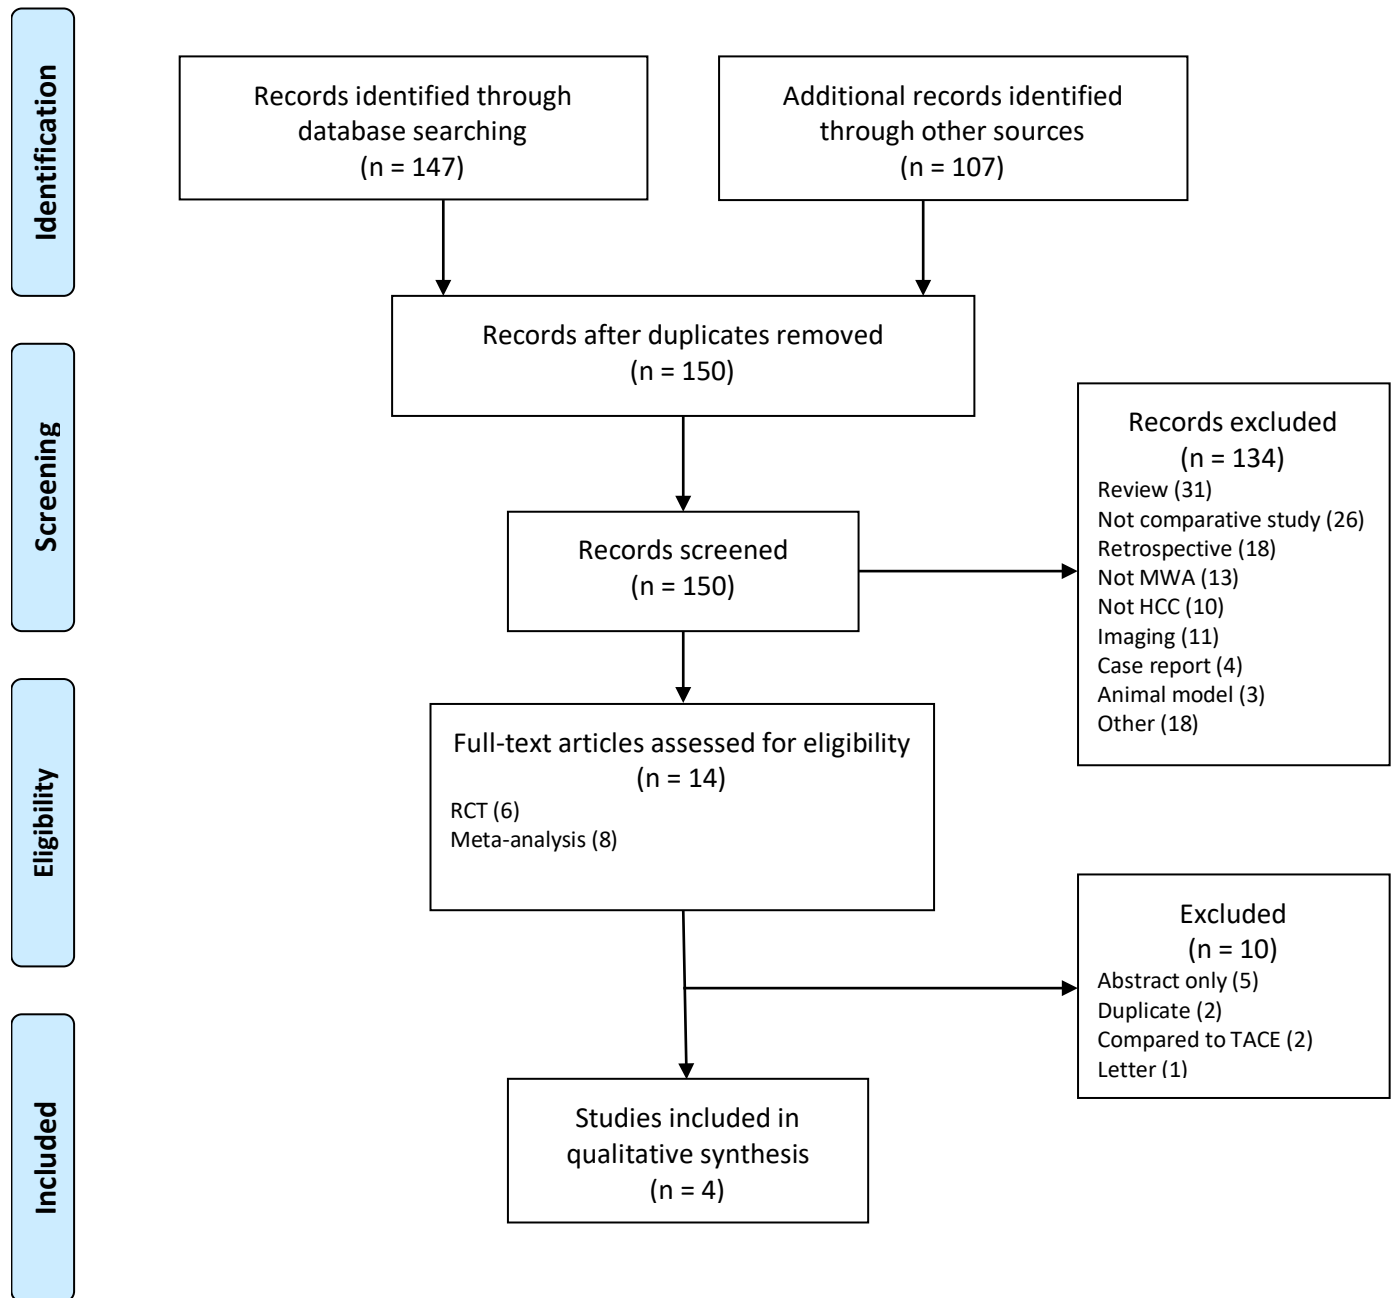 Identification
Records identified through
database searching
(n = 147)
Additional records identified
through other sources
(n = 107)
Records after duplicates removed
(n = 150)
Screening
Records screened
(n = 150)
Records excluded
(n = 134)
Review (31)
Not comparative study (26)
Retrospective (18)
Not MWA (13)
Not HCC (10)
Imaging (11)
Case report (4)
Animal model (3)
Other (18)
Eligibility
Full-text articles assessed for eligibility
(n = 14)
RCT (6)
Meta-analysis (8)
Excluded
(n = 10)
Abstract only (5)
Duplicate (2)
Compared to TACE (2)
Letter (1)
Included
Studies included in
qualitative synthesis
(n = 4)